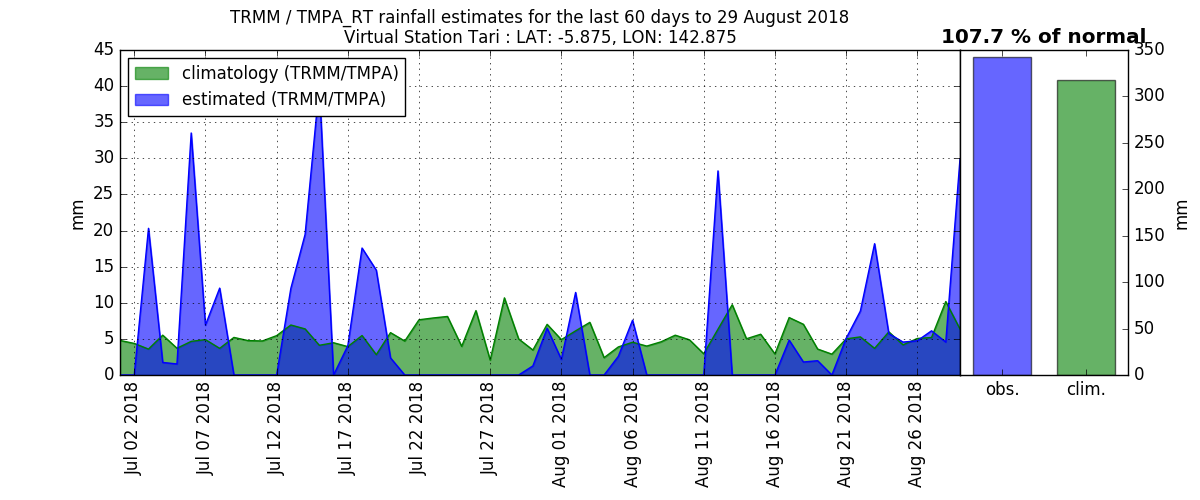 TRMM / TMPA_RT rainfall estimates for the last 60 days to 29 August 2018
Virtual Station Tari : LAT: -5.875, LON: 142.875
107.7 % of normal
climatology (TRMM/TMPA)
estimated (TRMM/TMPA)
45
40
35
30
25
20
15
10
5
0
mm
Jul 02 2018
Jul 07 2018
Jul 12 2018
Jul 17 2018
Jul 22 2018
Jul 27 2018
Aug 01 2018
Aug 06 2018
Aug 11 2018
Aug 16 2018
Aug 21 2018
Aug 26 2018
obs.
clim.
350
300
250
200
150
100
50
0
mm